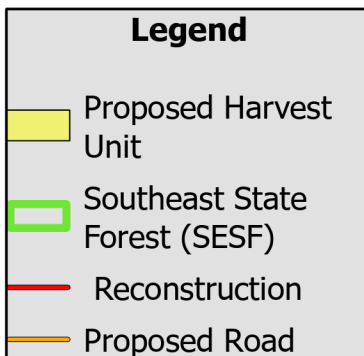 Legend
Proposed Harvest
Unit
Southeast State
Forest (SESF)
Reconstruction
Proposed Road